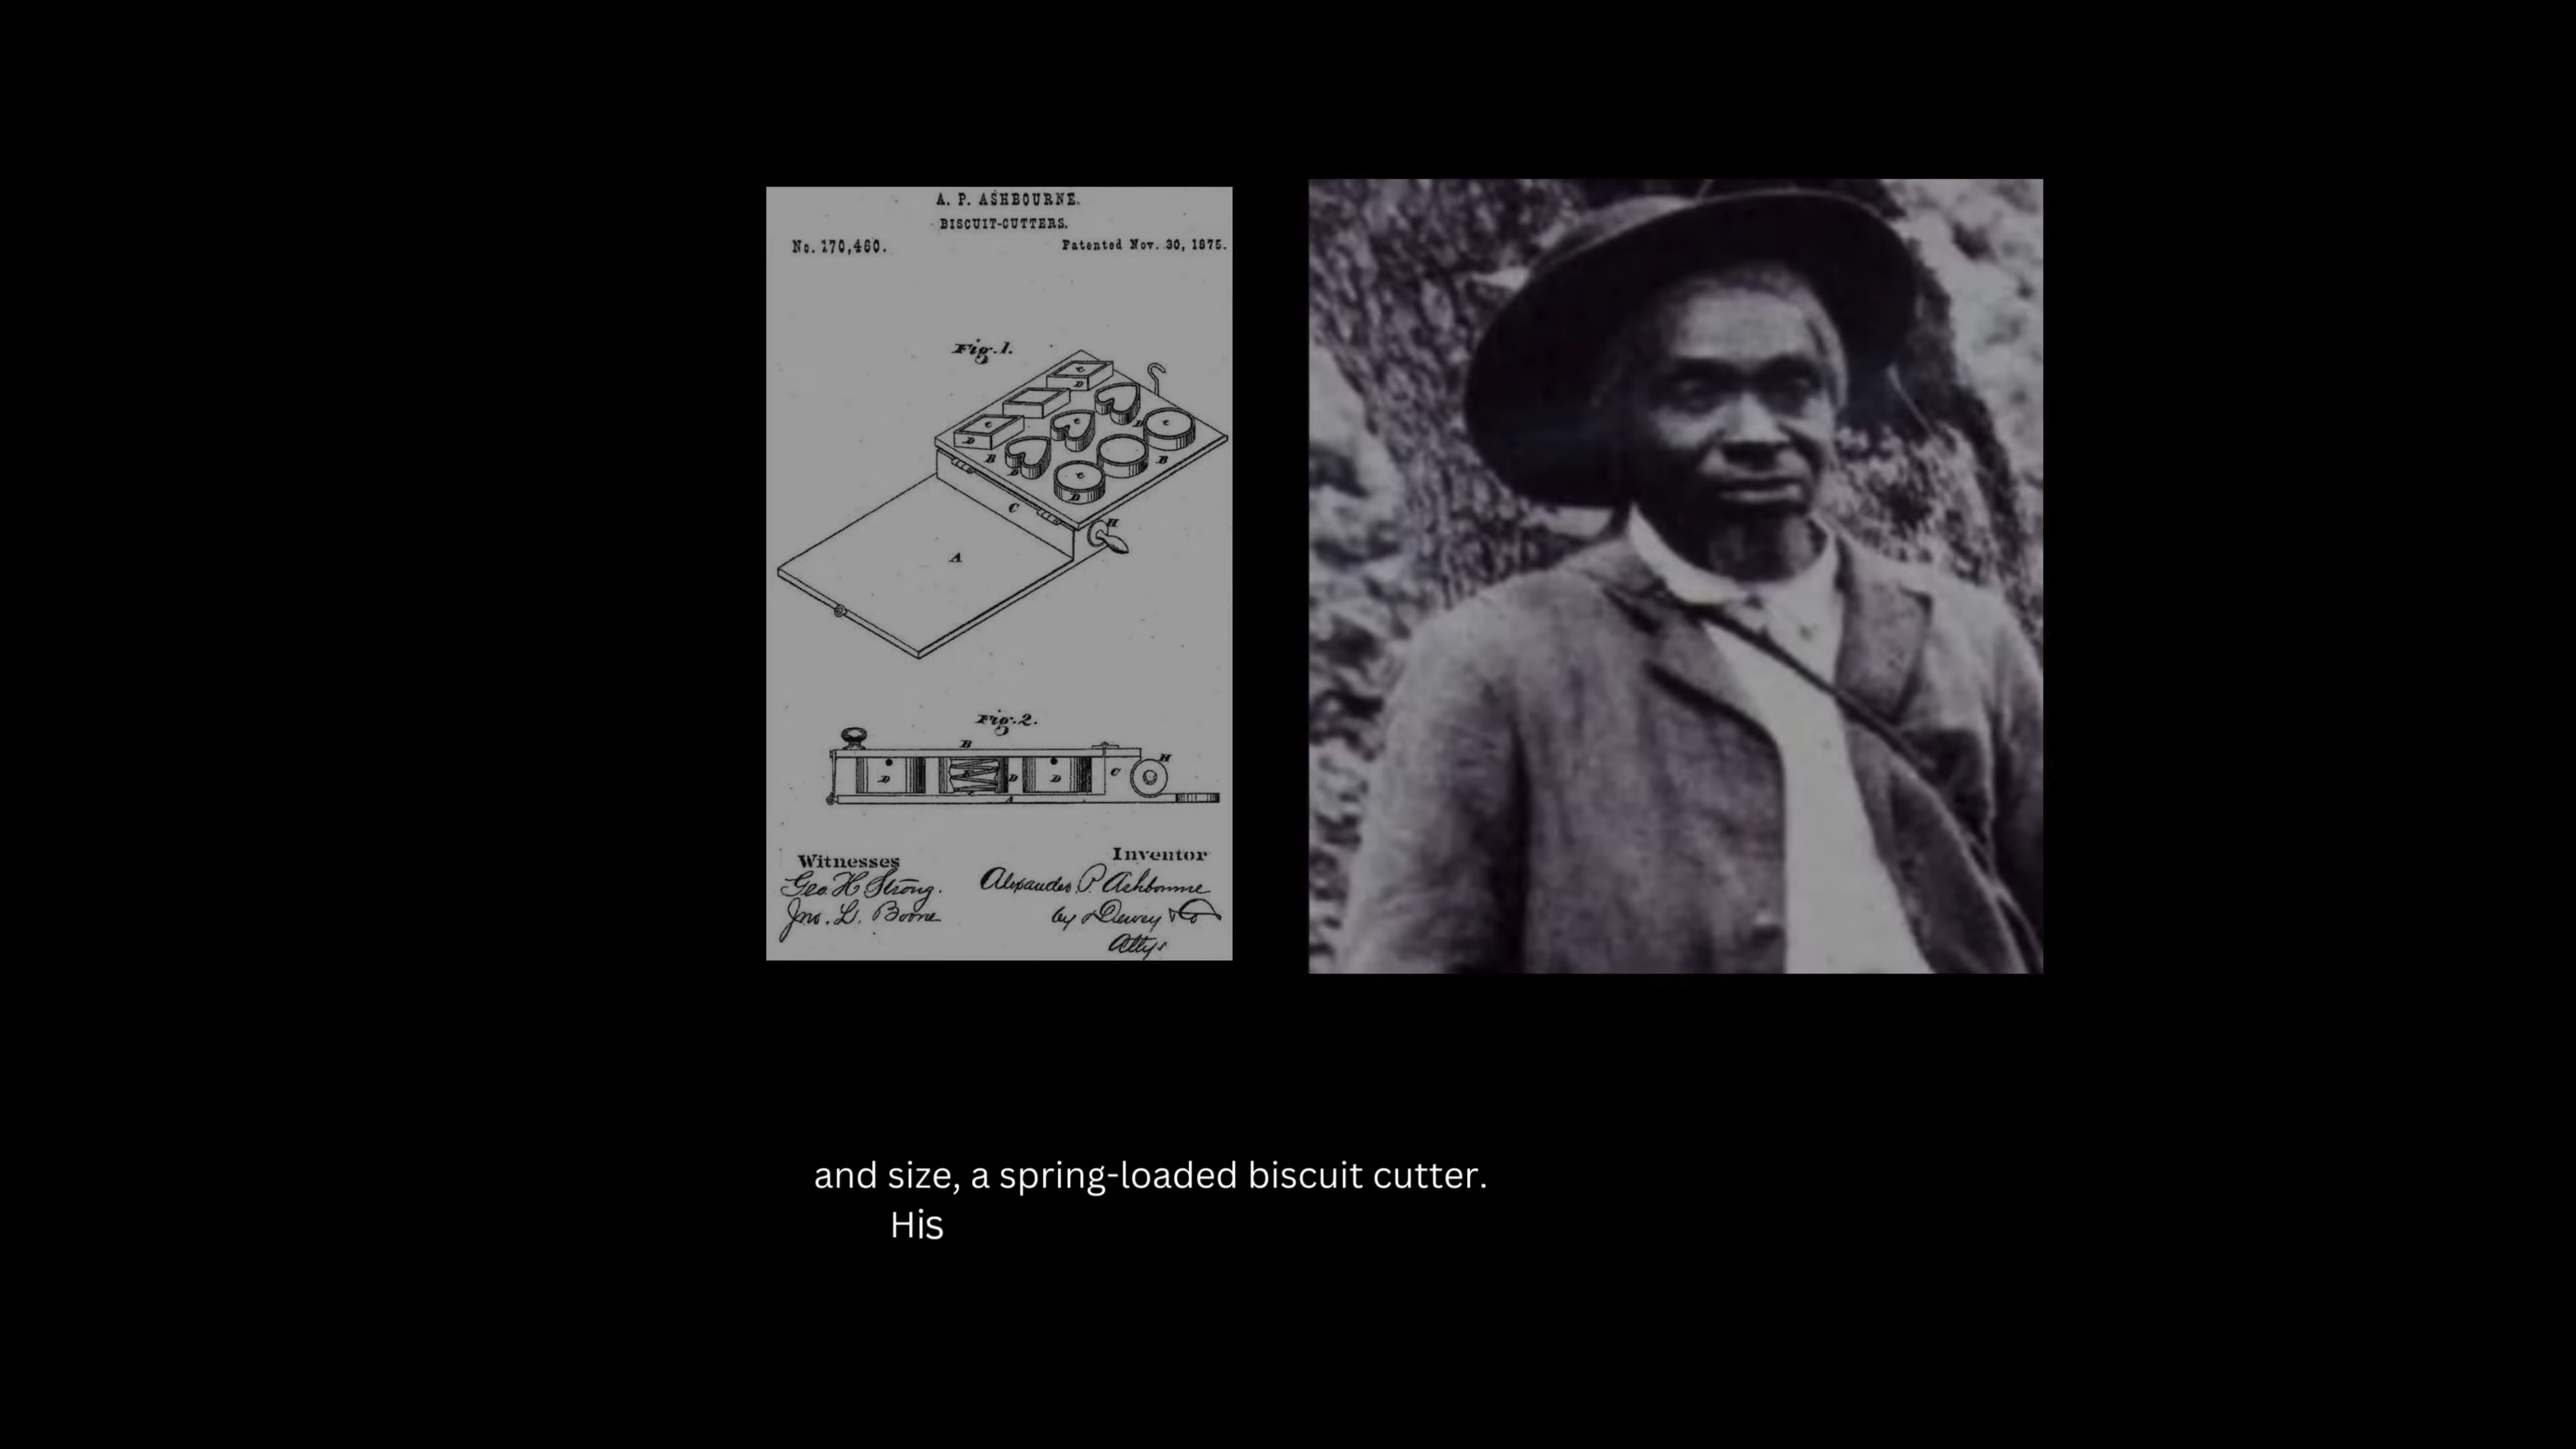 A. P. ASHBOURNE.
BISCUIT-CUTTERS.
No. 170,460.
Patented Nov. 30, 1875.
Fig. 1.
C
D
C
D
D
C
C
D
B
D
C
D
B
C
H
A
Fig. 2.
B
H
D
D
D
C
A
Witnesses
Geo. H. Strong.
Jno. L. Boone
Inventor
Alexander P. Ashbourne
by Dewey & Co
Attys
and size, a spring-loaded biscuit cutter.
His